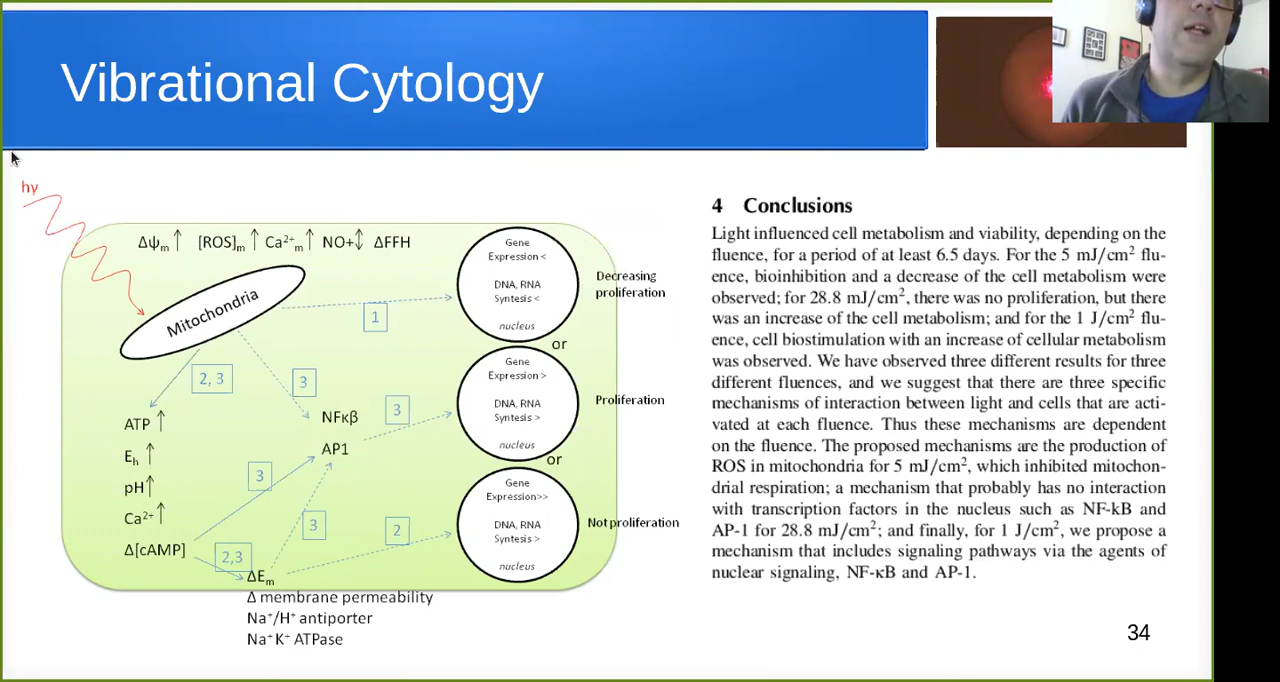 Vibrational Cytology
hγ
Δψm↑ [ROS]m↑ Ca²⁺m↑ NO+↕ ΔFFH
Mitochondria
1
2, 3
3
ATP ↑
Eh ↑
pH↑
Ca²⁺↑
Δ[cAMP]
NFκβ
AP1
3
3
3
2,3
2
ΔEm
Δ membrane permeability
Na⁺/H⁺ antiporter
Na⁺K⁺ ATPase
Gene
Expression <
DNA, RNA
Syntesis <
nucleus
Decreasing
proliferation
or
Gene
Expression >
DNA, RNA
Syntesis >
nucleus
Proliferation
or
Gene
Expression>>
DNA, RNA
Syntesis >
nucleus
Not proliferation
4 Conclusions
Light influenced cell metabolism and viability, depending on the
fluence, for a period of at least 6.5 days. For the 5 mJ/cm² flu-
ence, bioinhibition and a decrease of the cell metabolism were
observed; for 28.8 mJ/cm², there was no proliferation, but there
was an increase of the cell metabolism; and for the 1 J/cm² flu-
ence, cell biostimulation with an increase of cellular metabolism
was observed. We have observed three different results for three
different fluences, and we suggest that there are three specific
mechanisms of interaction between light and cells that are acti-
vated at each fluence. Thus these mechanisms are dependent
on the fluence. The proposed mechanisms are the production of
ROS in mitochondria for 5 mJ/cm², which inhibited mitochon-
drial respiration; a mechanism that probably has no interaction
with transcription factors in the nucleus such as NF-kB and
AP-1 for 28.8 mJ/cm²; and finally, for 1 J/cm², we propose a
mechanism that includes signaling pathways via the agents of
nuclear signaling, NF-κB and AP-1.
34